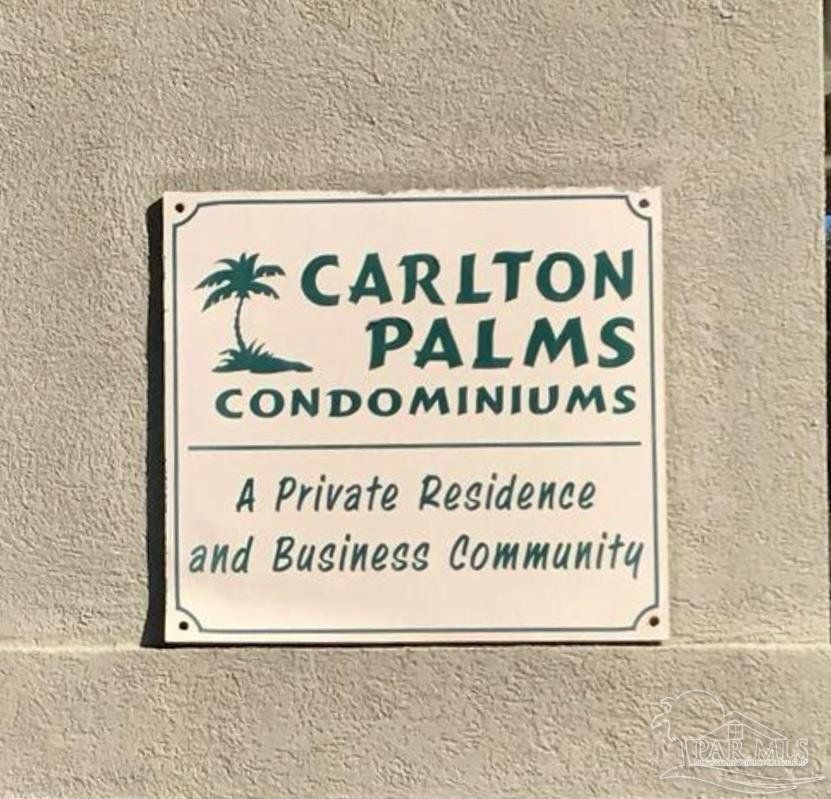 CARLTON
PALMS
CONDOMINIUMS
A Private Residence
and Business Community
PAR MLS